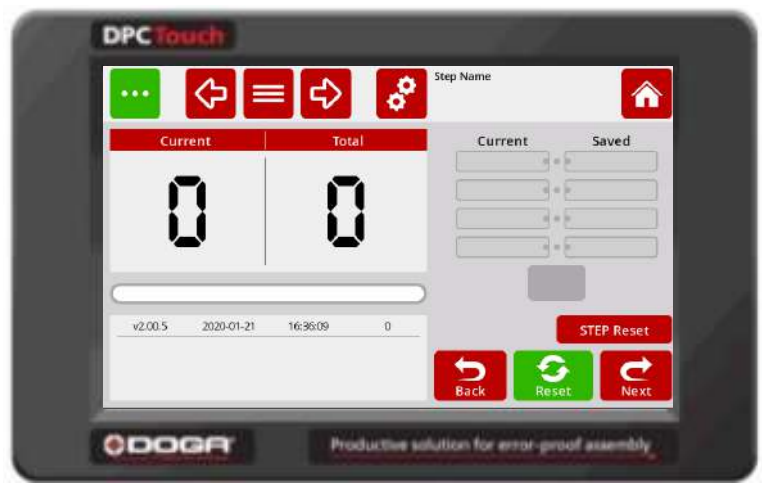 DPCTouch
Step Name
Current Total
0 0
Current Saved
v2.00.5 2020-01-21 16:36:09 0
STEP Reset
Back Reset Next
DOGA
Productive solution for error-proof assembly